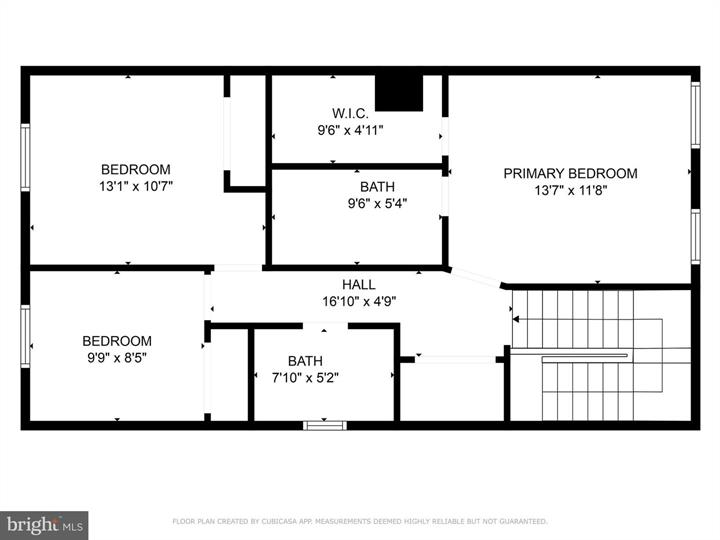 W.I.C.
9'6" x 4'11"
BEDROOM
13'1" x 10'7"
PRIMARY BEDROOM
13'7" x 11'8"
BATH
9'6" x 5'4"
HALL
16'10" x 4'9"
BEDROOM
9'9" x 8'5"
BATH
7'10" x 5'2"
FLOOR PLAN CREATED BY CUBICASA APP. MEASUREMENTS DEEMED HIGHLY RELIABLE BUT NOT GUARANTEED.
bright MLS